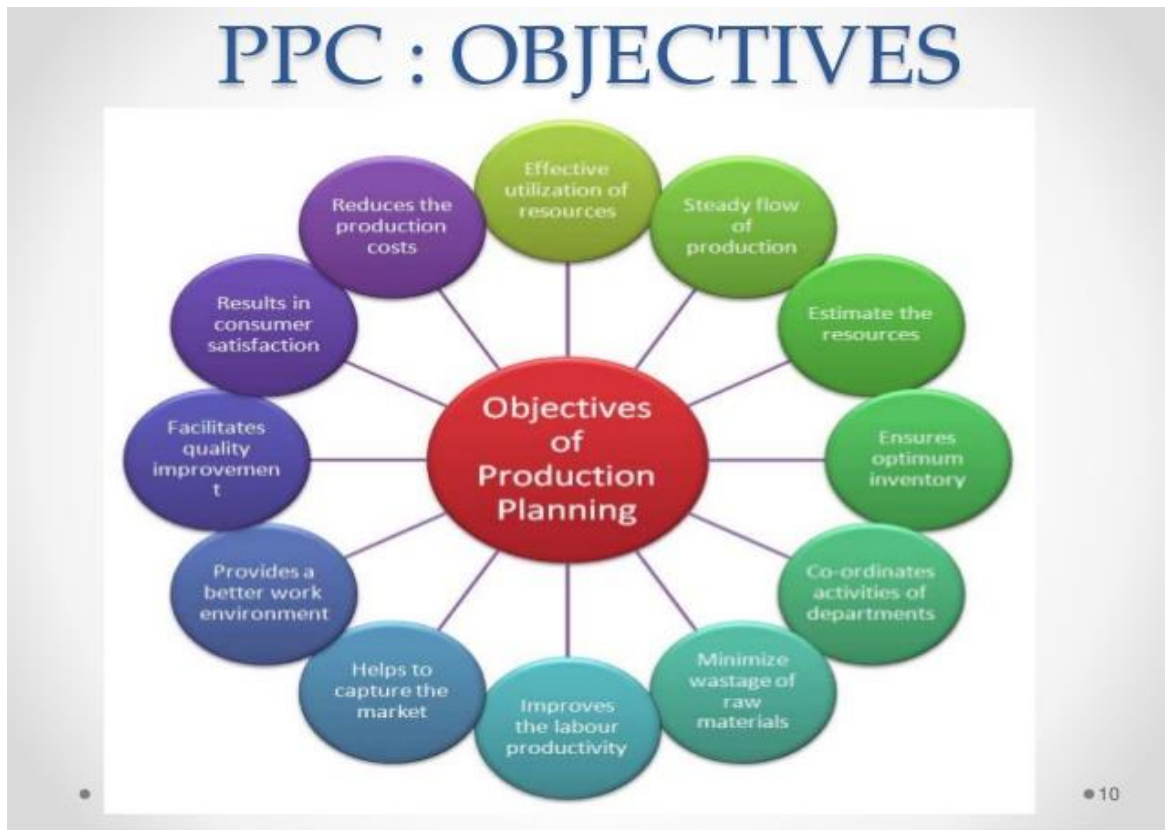 PPC : OBJECTIVES
Effective
utilization of
resources
Steady flow
of
production
Estimate the
resources
Ensures
optimum
inventory
Co-ordinates
activities of
departments
Minimize
wastage of
raw
materials
Improves
the labour
productivity
Helps to
capture the
market
Provides a
better work
environment
Facilitates
quality
improvemen
t
Results in
consumer
satisfaction
Reduces the
production
costs
Objectives
of
Production
Planning
10